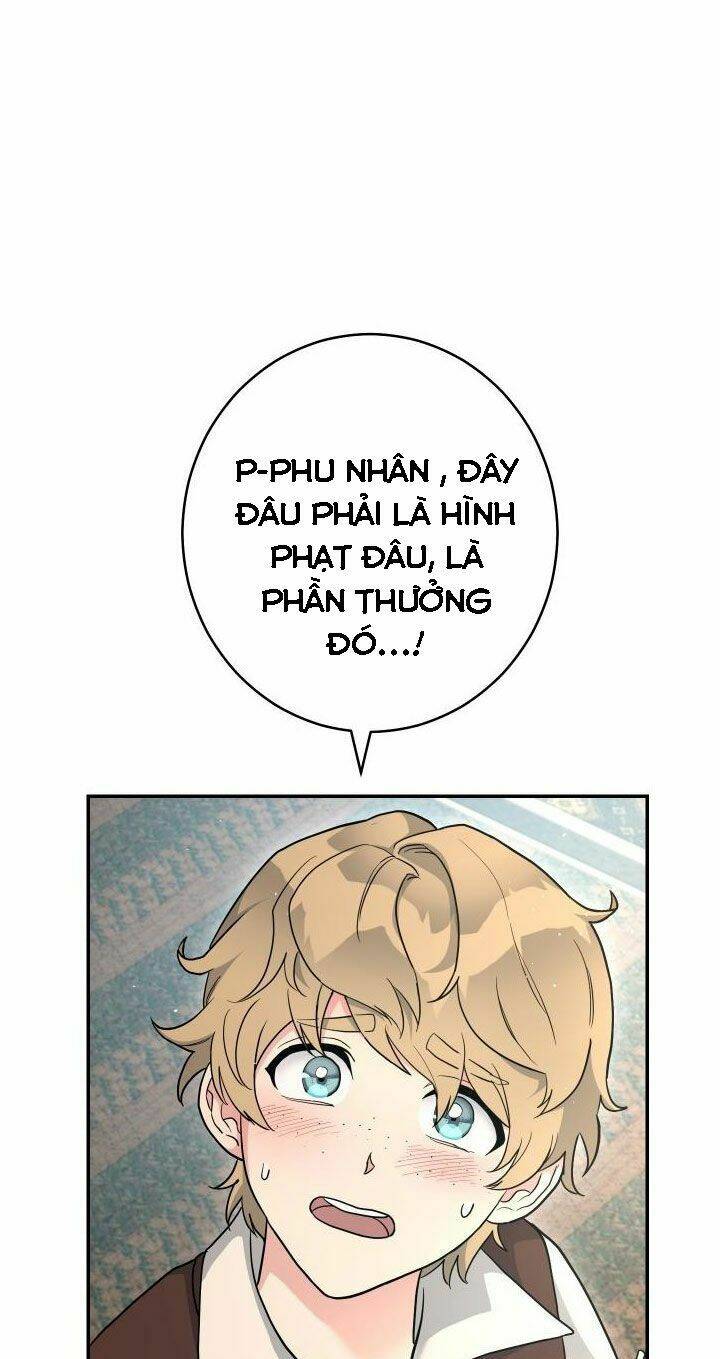 P-PHU NHÂN , ĐÂY
ĐÂU PHẢI LÀ HÌNH
PHẠT ĐÂU, LÀ
PHẦN THƯỞNG
ĐÓ...!